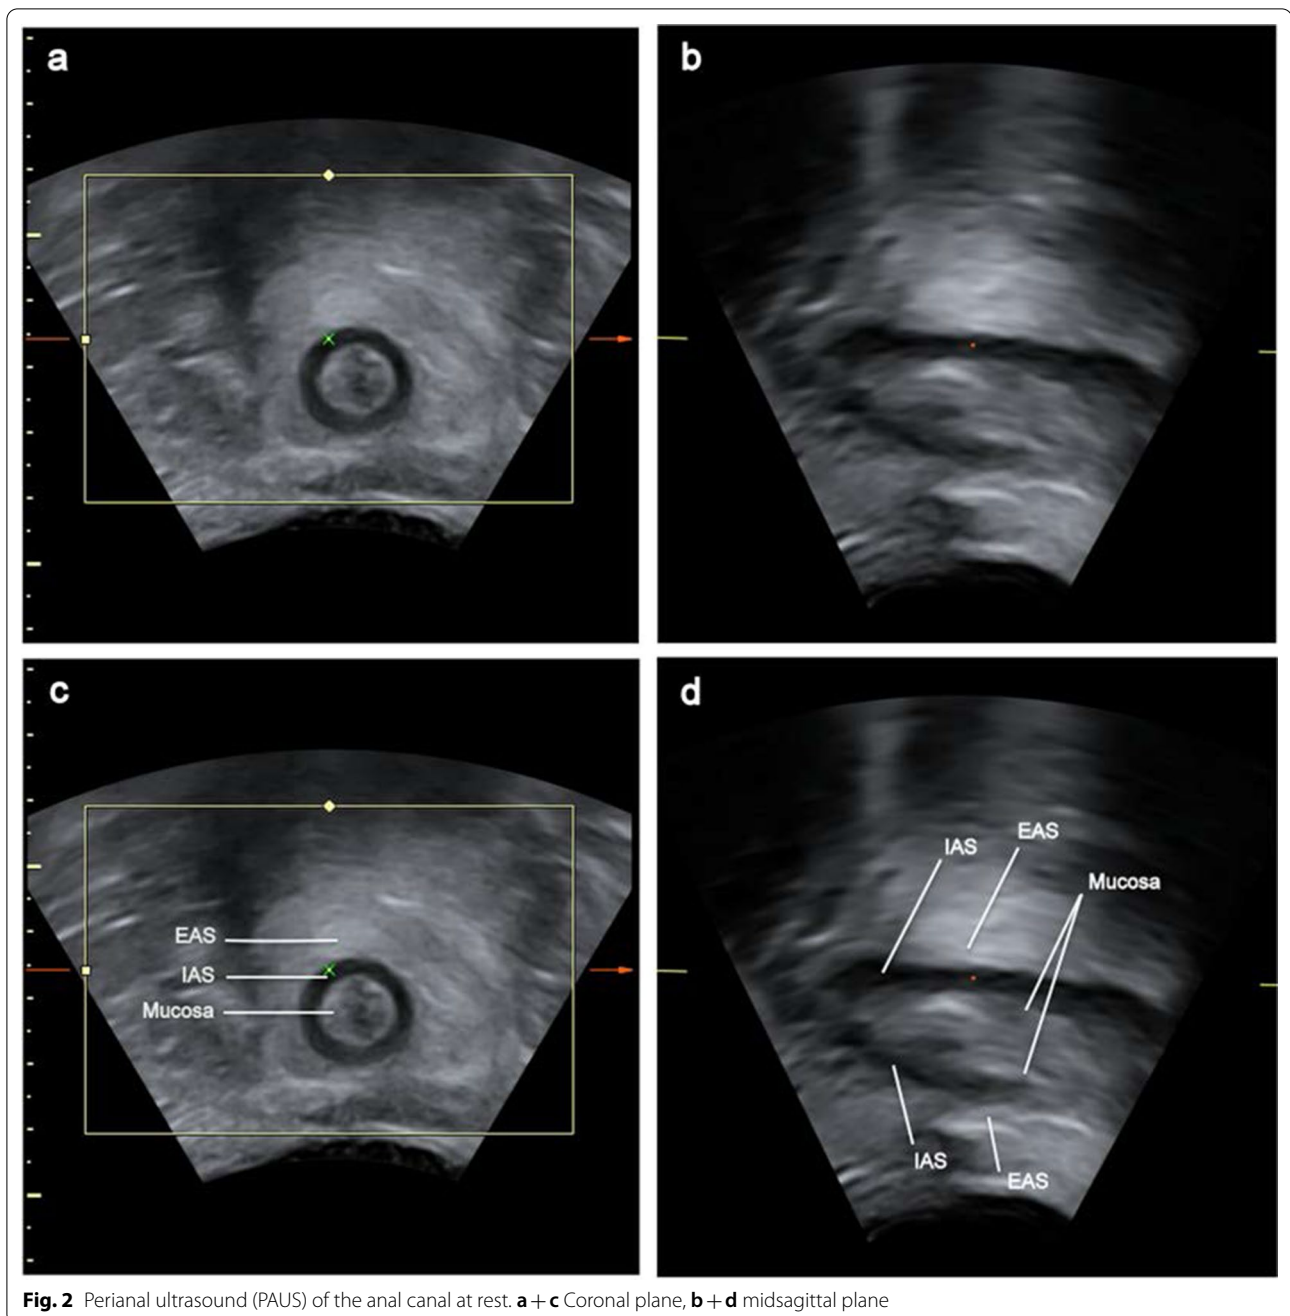 a
b
c
EAS
IAS
Mucosa
d
EAS
IAS
Mucosa
IAS
EAS
Fig. 2 Perianal ultrasound (PAUS) of the anal canal at rest. a + c Coronal plane, b + d midsagittal plane